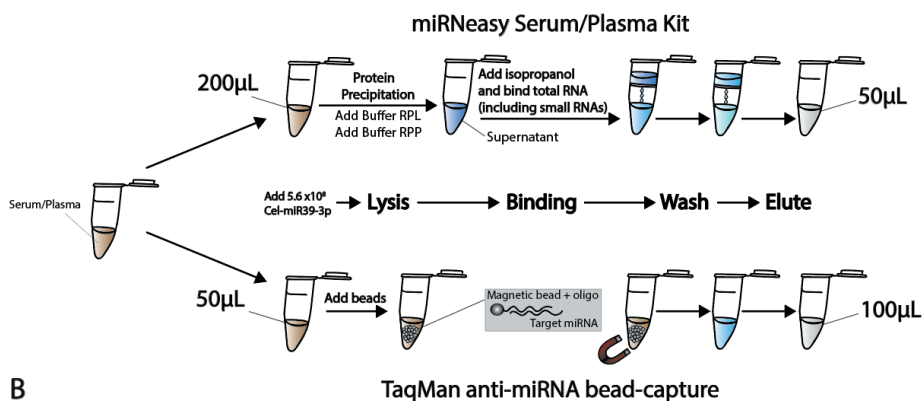 miRNeasy Serum/Plasma Kit
200µL
Protein
Precipitation
Add Buffer RPL
Add Buffer RPP
Add isopropanol
and bind total RNA
(including small RNAs)
Supernatant
50µL
Serum/Plasma
Add 5.6 x10⁸
Cel-miR39-3p
Lysis
Binding
Wash
Elute
50µL
Add beads
Magnetic bead + oligo
Target miRNA
100µL
B
TaqMan anti-miRNA bead-capture